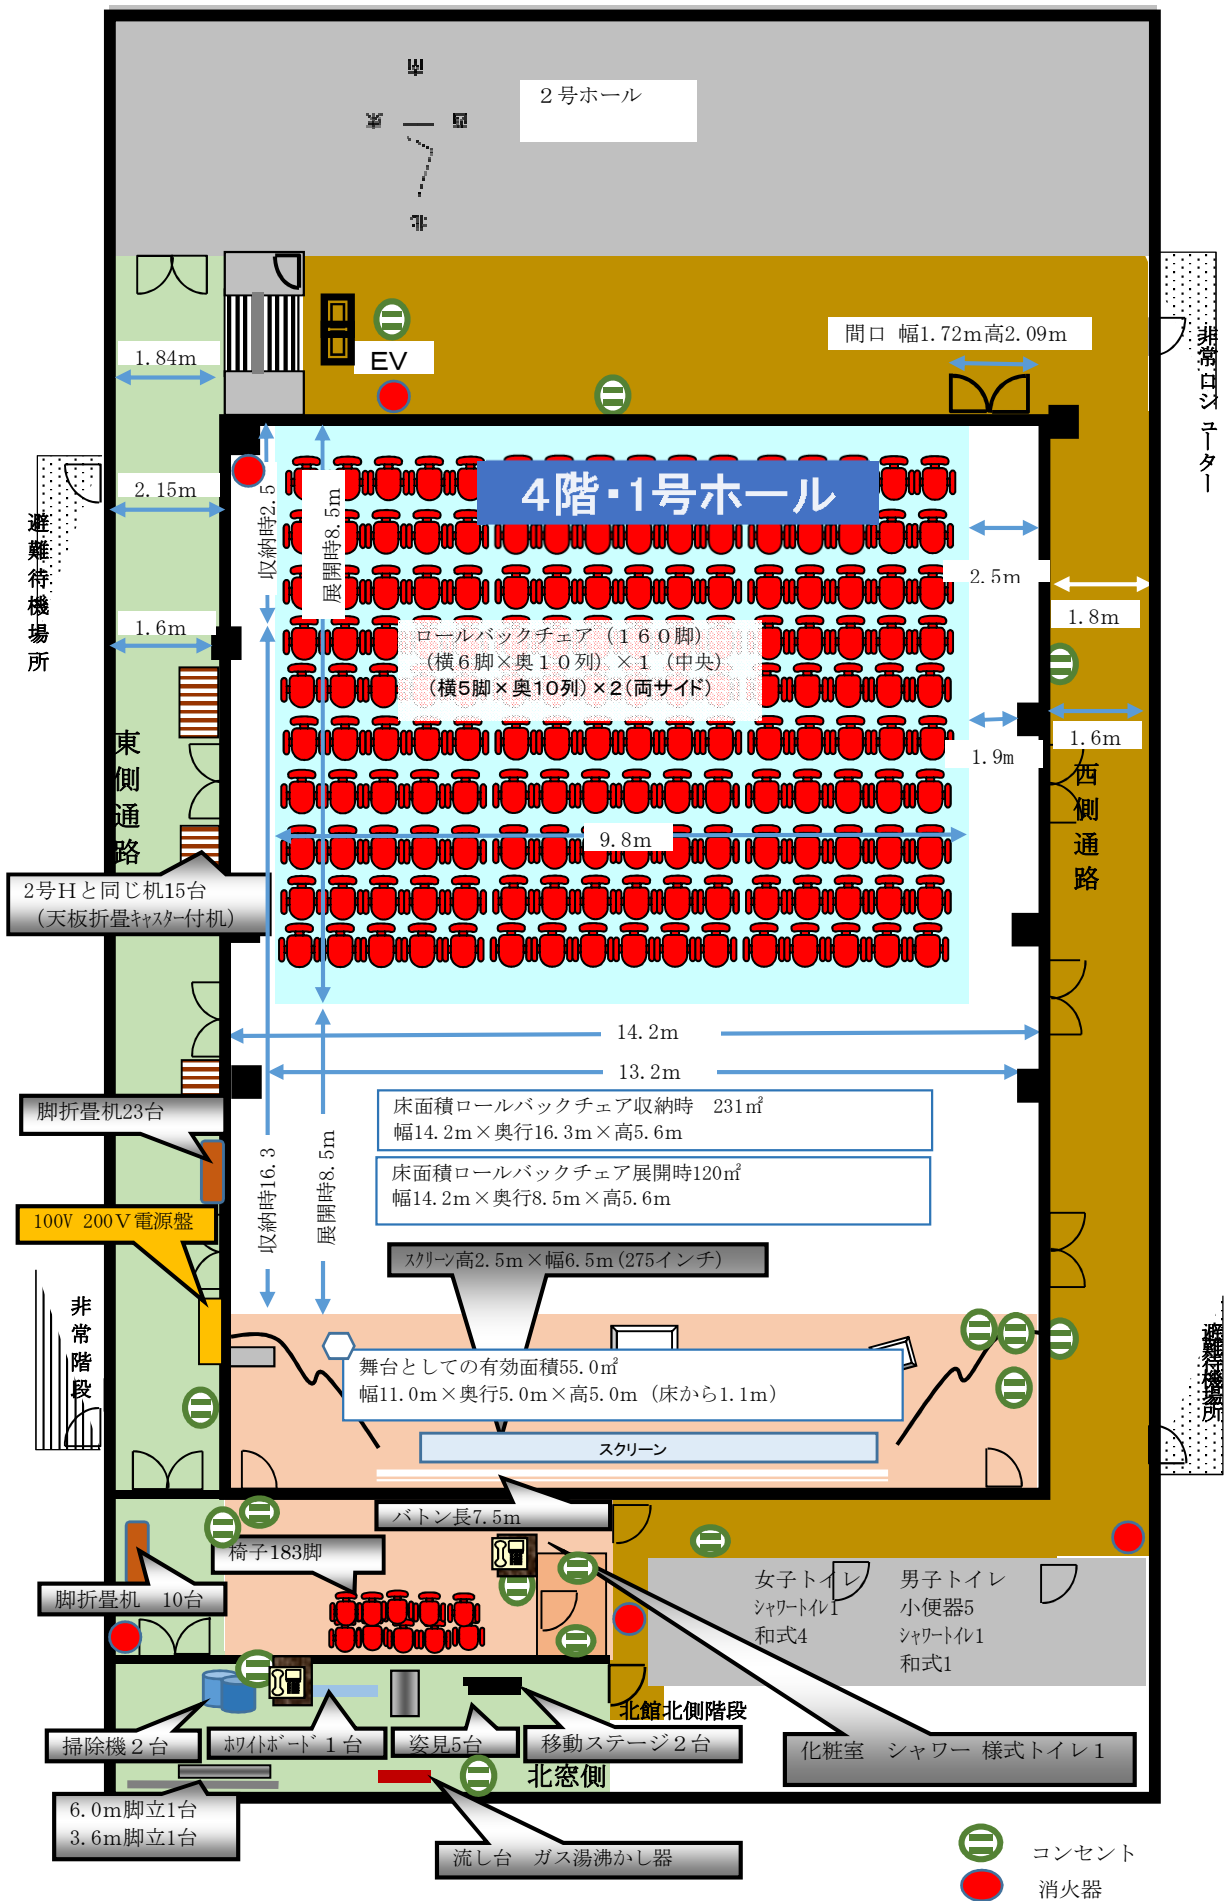 南
東
西
北
２号ホール
間口 幅1.72m高2.09m
1.84m
EV
非常口シューター
2.15m
避難待機場所
収納時2.5
展開時8.5m
4階・1号ホール
2.5m
1.8m
1.6m
ロールバックチェア（１６０脚）
（横６脚×奥１０列）×１（中央）
（横5脚×奥10列）×2（両サイド）
1.6m
1.9m
東側通路
西側通路
9.8m
2号Hと同じ机15台
（天板折畳ｷｬｽﾀｰ付机）
14.2m
13.2m
脚折畳机23台
床面積ロールバックチェア収納時　231㎡
幅14.2m×奥行16.3m×高5.6m
床面積ロールバックチェア展開時120㎡
幅14.2m×奥行8.5m×高5.6m
収納時16.3
展開時8.5m
100V 200Ｖ電源盤
ｽｸﾘｰﾝ高2.5m×幅6.5m(275インチ)
非常階段
避難待機場所
舞台としての有効面積55.0㎡
幅11.0m×奥行5.0m×高5.0m（床から1.1m）
スクリーン
バトン長7.5m
椅子183脚
脚折畳机　10台
女子トイレ
ｼｬﾜｰﾄｲﾚ1
和式4
男子トイレ
小便器5
ｼｬﾜｰﾄｲﾚ1
和式1
北館北側階段
掃除機２台
ﾎﾜｲﾄﾎﾞｰﾄﾞ１台
姿見5台
移動ステージ２台
化粧室　シャワー 様式トイレ１
北窓側
6.0m脚立1台
3.6m脚立1台
流し台　ガス湯沸かし器
コンセント
消火器